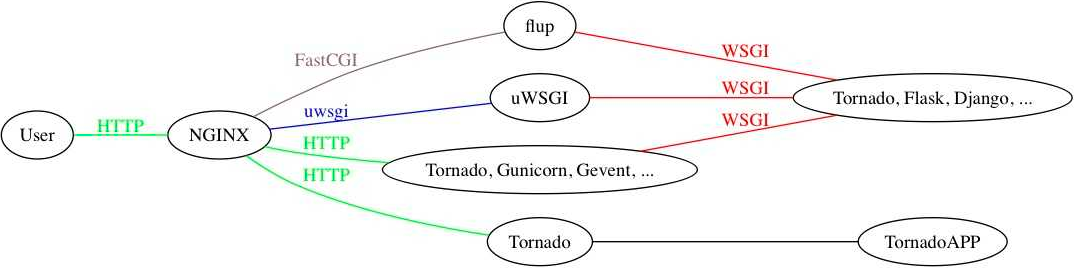 flup
FastCGI
WSGI
WSGI
uwsgi
uWSGI
Tornado, Flask, Django, ...
User
HTTP
NGINX
WSGI
HTTP
Tornado, Gunicorn, Gevent, ...
HTTP
Tornado
TornadoAPP